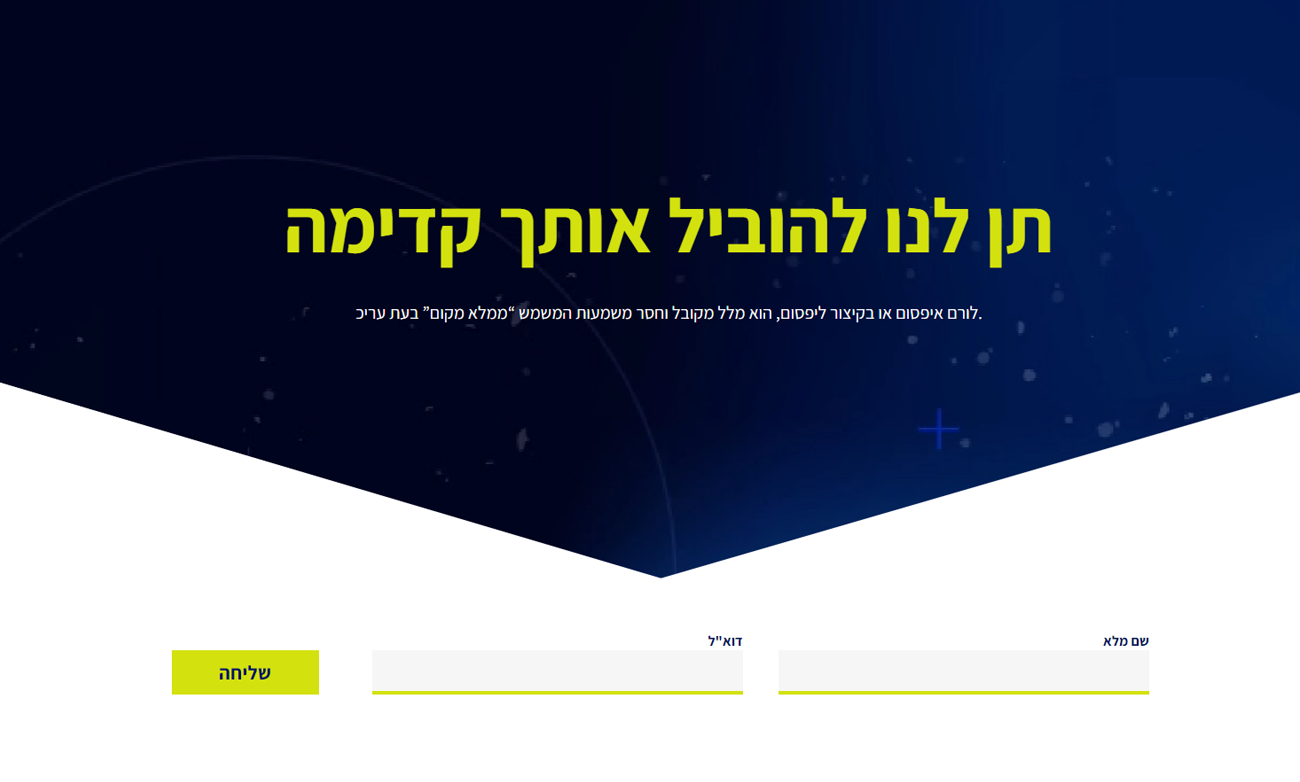 תן לנו להוביל אותך קדימה
לורם איפסום או בקיצור ליפסום, הוא מלל מקובל וחסר משמעות המשמש “ממלא מקום” בעת עריכ.
שם מלא
דוא"ל
שליחה